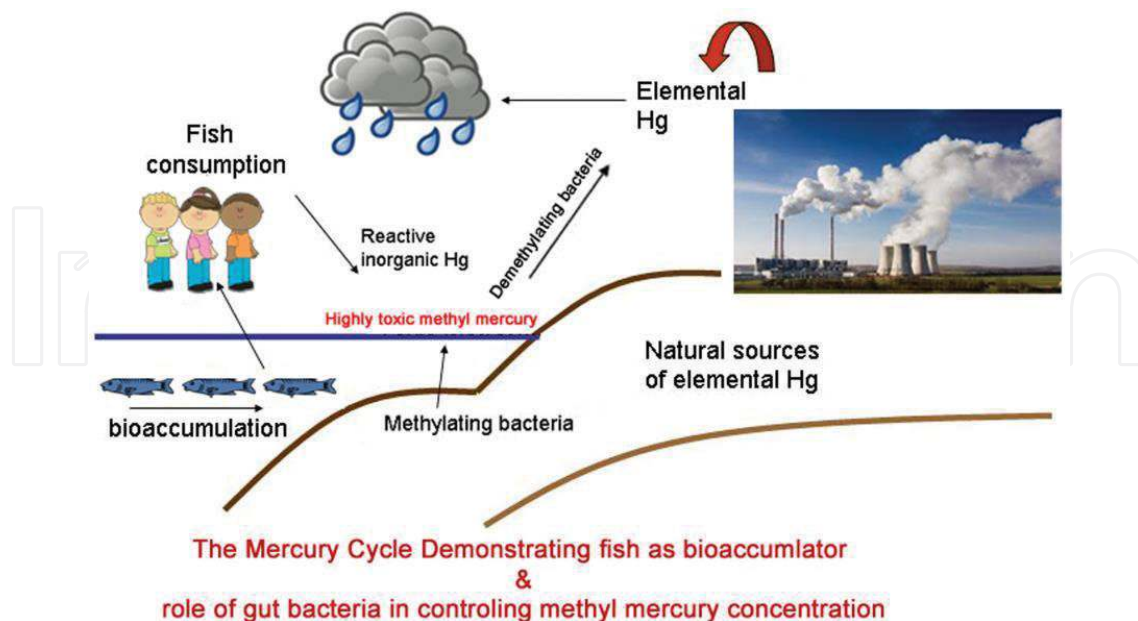 Elemental
Hg
Fish
consumption
Reactive
inorganic Hg
Demethylating bacteria
Highly toxic methyl mercury
Natural sources
of elemental Hg
bioaccumulation
Methylating bacteria
The Mercury Cycle Demonstrating fish as bioaccumlator
&
role of gut bacteria in controling methyl mercury concentration